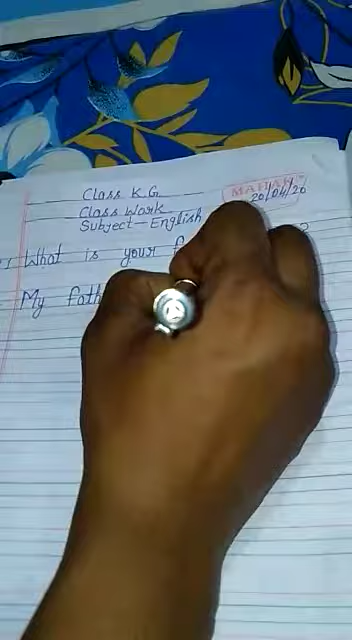 Class K.G
Class Work
Subject - English
20/04/20
What is your ?
My fath